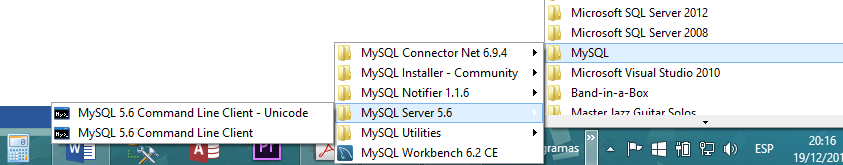 Microsoft SQL Server 2012
Microsoft SQL Server 2008
MySQL
Microsoft Visual Studio 2010
Band-in-a-Box
Master Jazz Guitar Solos
MySQL Connector Net 6.9.4
MySQL Installer - Community
MySQL Notifier 1.1.6
MySQL Server 5.6
MySQL Utilities
MySQL Workbench 6.2 CE
MySQL 5.6 Command Line Client - Unicode
MySQL 5.6 Command Line Client
ogramas
ESP
20:16
19/12/201